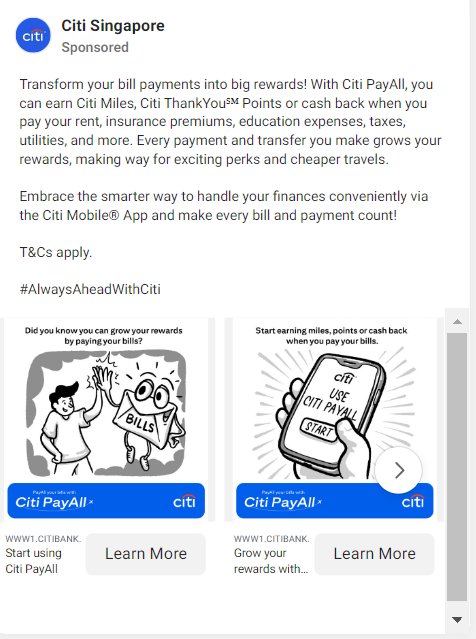 citi
Citi Singapore
Sponsored
Transform your bill payments into big rewards! With Citi PayAll, you
can earn Citi Miles, Citi ThankYou℠ Points or cash back when you
pay your rent, insurance premiums, education expenses, taxes,
utilities, and more. Every payment and transfer you make grows your
rewards, making way for exciting perks and cheaper travels.
Embrace the smarter way to handle your finances conveniently via
the Citi Mobile® App and make every bill and payment count!
T&Cs apply.
#AlwaysAheadWithCiti
Did you know you can grow your rewards
by paying your bills?
BILLS
PayAll your bills with
Citi PayAll
citi
WWW1.CITIBANK.
Start using
Citi PayAll
Learn More
Start earning miles, points or cash back
when you pay your bills.
citi
USE
CITI PAYALL
START
PayAll your bills with
Citi PayAll
citi
WWW1.CITIBANK.
Grow your
rewards with...
Learn More